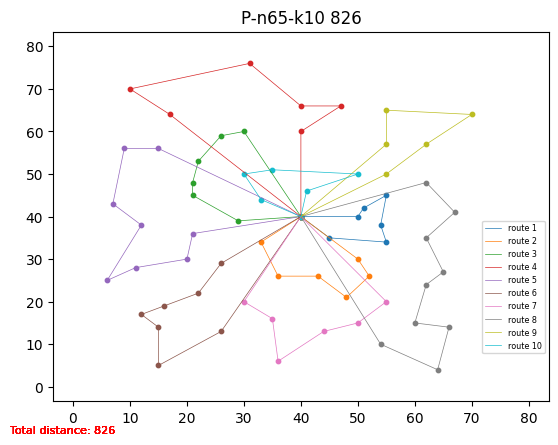 P-n65-k10 826
80
70
60
50
40
30
20
10
0
route 1
route 2
route 3
route 4
route 5
route 6
route 7
route 8
route 9
route 10
0 10 20 30 40 50 60 70 80
Total distance: 826